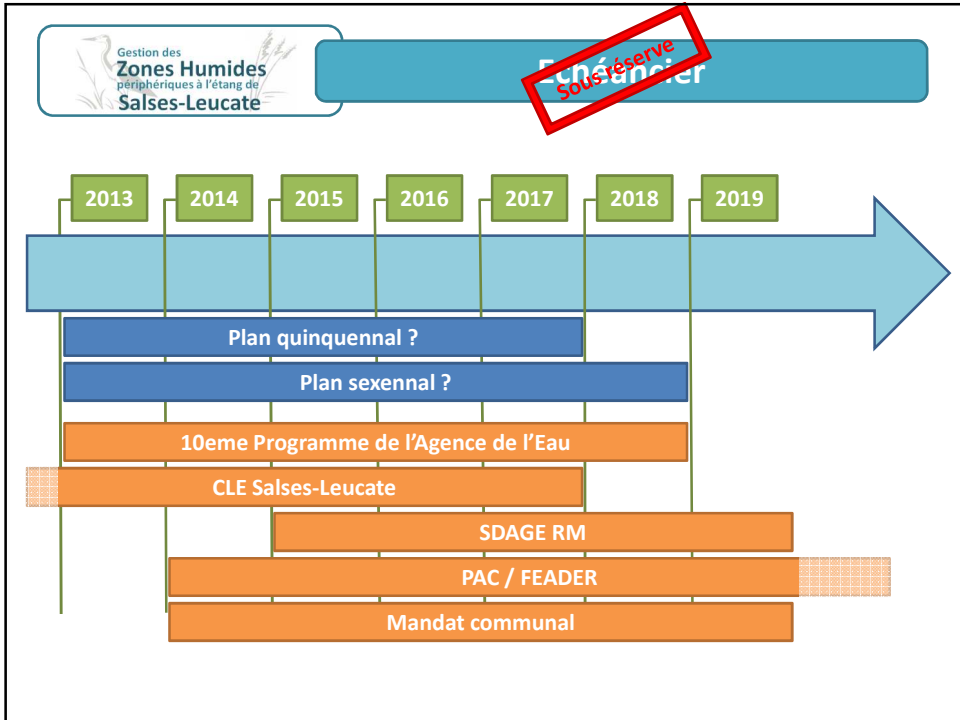 Gestion des
Zones Humides
périphériques à l'étang de
Salses-Leucate
Echéancier
Sous réserve
2013
2014
2015
2016
2017
2018
2019
Plan quinquennal ?
Plan sexennal ?
10eme Programme de l'Agence de l'Eau
CLE Salses-Leucate
SDAGE RM
PAC / FEADER
Mandat communal